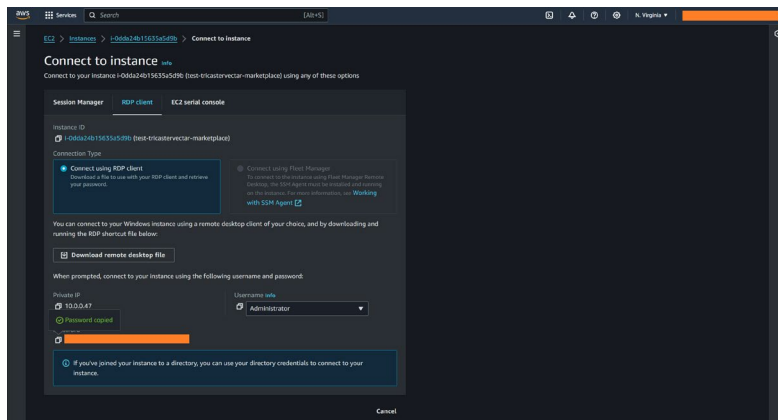 aws
Services
Search
[Alt+S]
N. Virginia
EC2 > Instances > i-0dda24b15635a5d9b > Connect to instance
Connect to instance Info
Connect to your instance i-0dda24b15635a5d9b (test-tricastervectar-marketplace) using any of these options
Session Manager
RDP client
EC2 serial console
Instance ID
i-0dda24b15635a5d9b (test-tricastervectar-marketplace)
Connection Type
Connect using RDP client
Download a file to use with your RDP client and retrieve
your password.
Connect using Fleet Manager
To connect to the instance using Fleet Manager Remote
Desktop, the SSM Agent must be installed and running
on the instance. For more information, see Working
with SSM Agent
You can connect to your Windows instance using a remote desktop client of your choice, and by downloading and
running the RDP shortcut file below:
Download remote desktop file
When prompted, connect to your instance using the following username and password:
Private IP
10.0.0.47
Username Info
Administrator
Password copied
If you've joined your instance to a directory, you can use your directory credentials to connect to your
instance.
Cancel